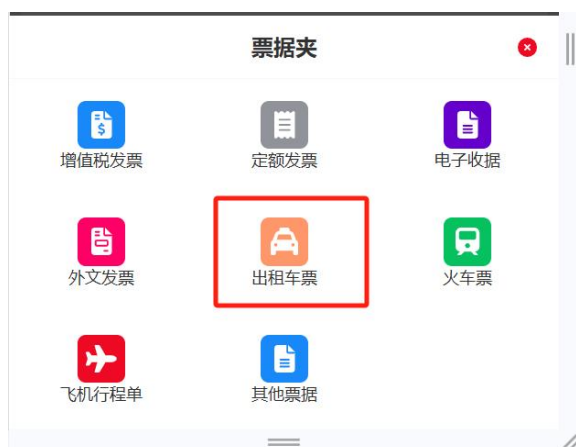 票据夹
增值税发票
定额发票
电子收据
外文发票
出租车票
火车票
飞机行程单
其他票据